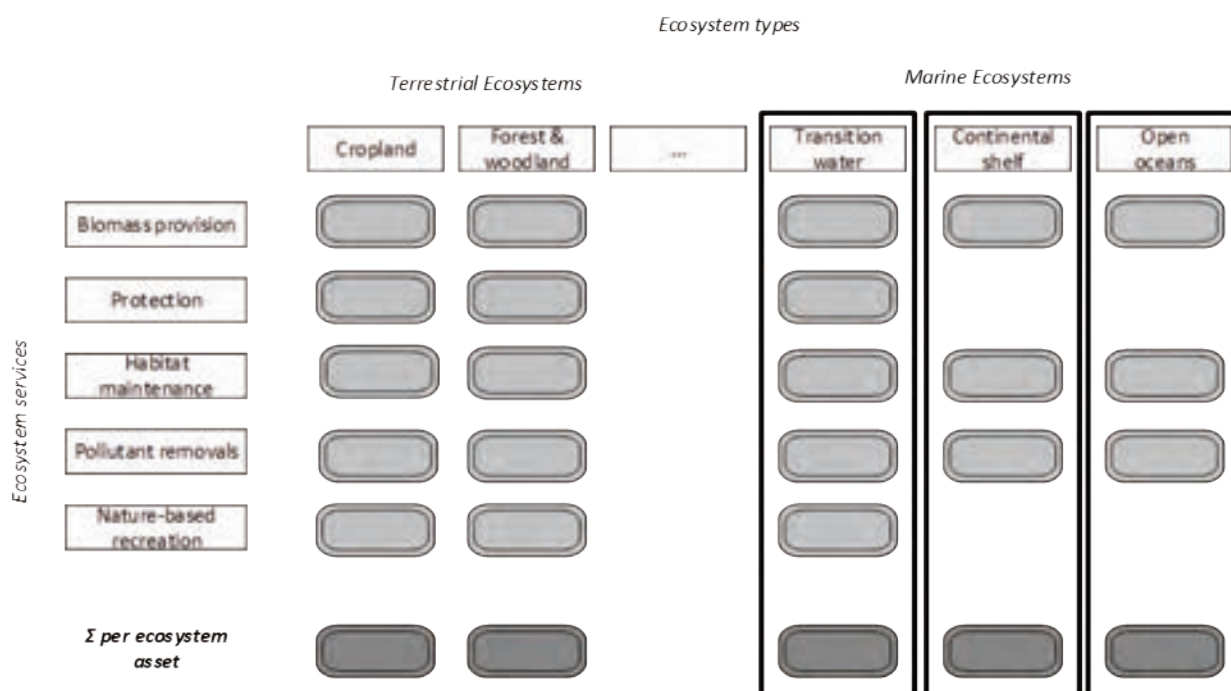 Ecosystem types
Terrestrial Ecosystems
Marine Ecosystems
Cropland
Forest &
woodland
...
Transition
water
Continental
shelf
Open
oceans
Ecosystem services
Biomass provision
Protection
Habitat
maintenance
Pollutant removals
Nature-based
recreation
Σ per ecosystem
asset